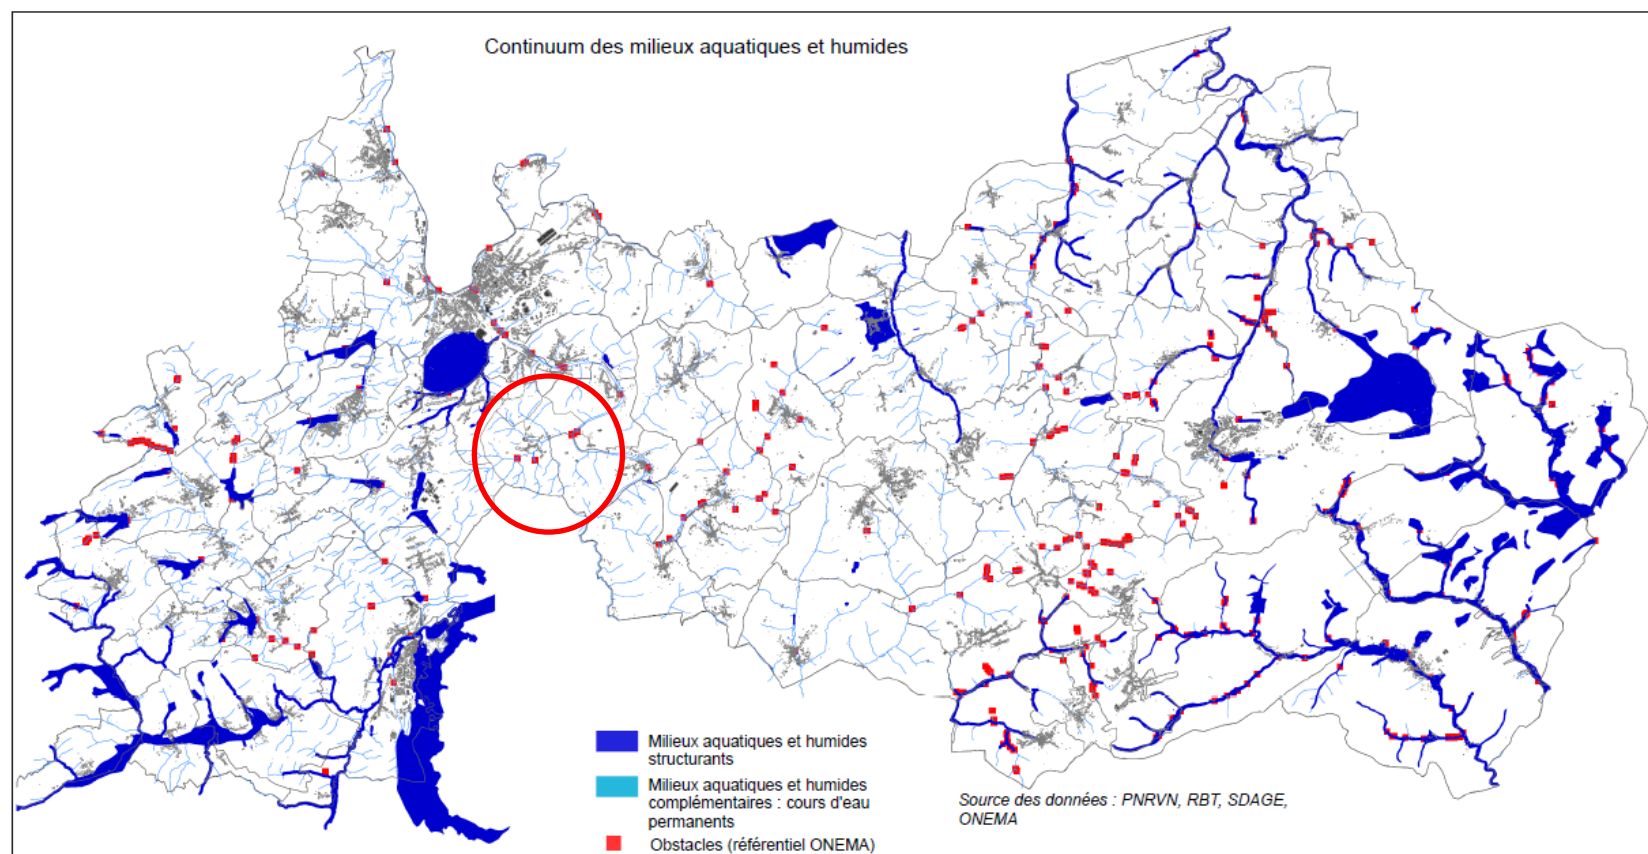 Continuum des milieux aquatiques et humides
Milieux aquatiques et humides
structurants
Milieux aquatiques et humides
complémentaires : cours d'eau
permanents
Obstacles (référentiel ONEMA)
Source des données : PNRVN, RBT, SDAGE,
ONEMA